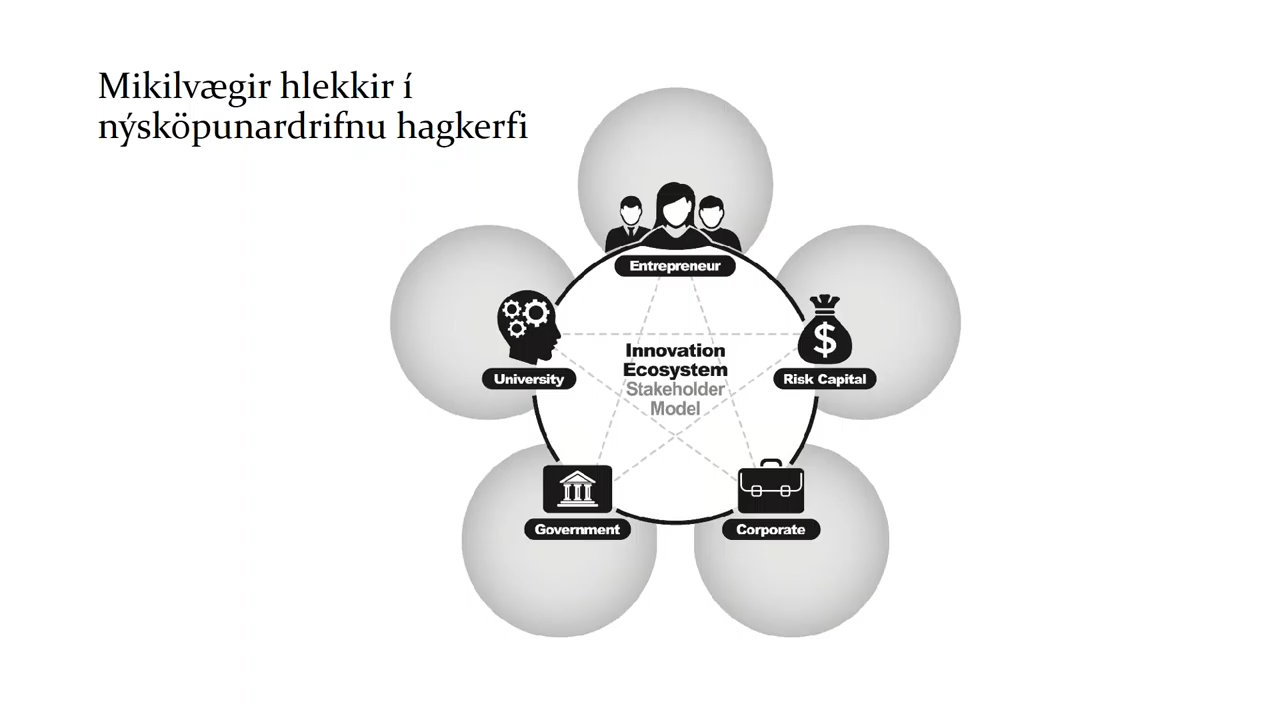 Mikilvægir hlekkir í
nýsköpunardrifnu hagkerfi
Entrepreneur
$
University
Innovation
Ecosystem
Stakeholder
Model
Risk Capital
Government
Corporate